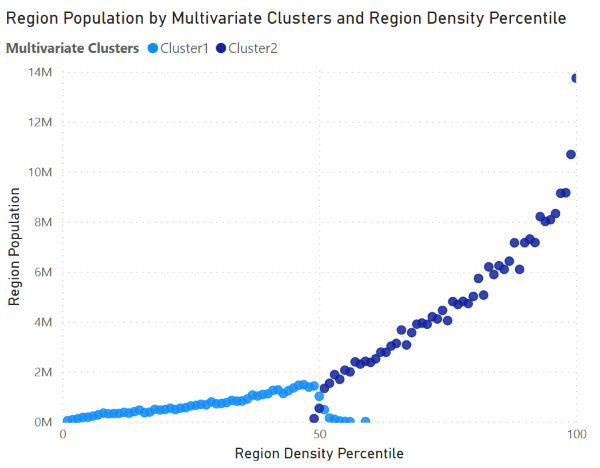 Region Population by Multivariate Clusters and Region Density Percentile
Multivariate Clusters Cluster1 Cluster2
14M
12M
10M
8M
6M
4M
2M
0M
Region Population
0 50 100
Region Density Percentile